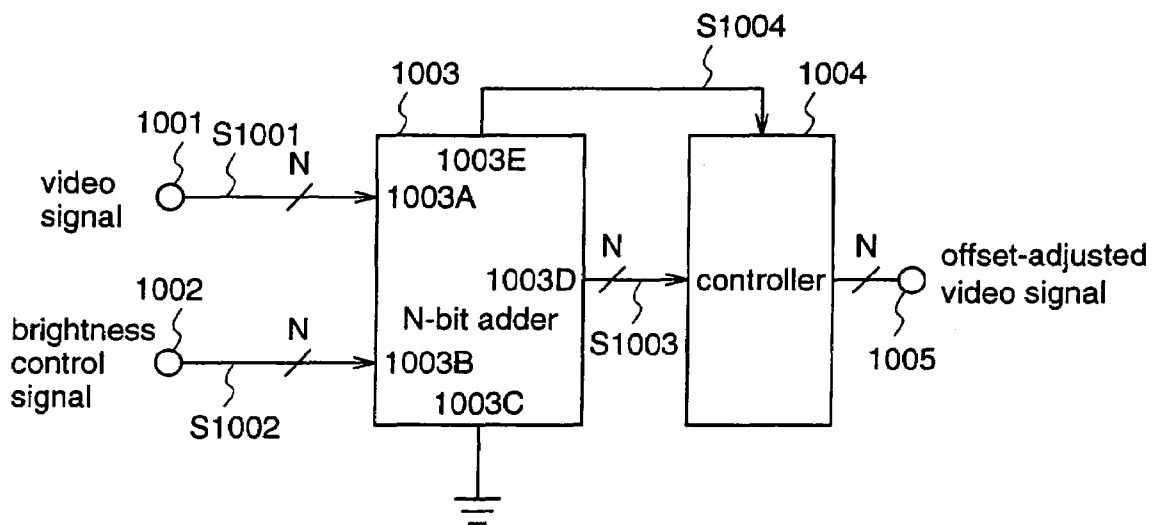 S1004
1003
1004
1001
S1001
N
1003E
video
signal
1003A
N
N
offset-adjusted
video signal
1003D
controller
1002
N
N-bit adder
S1003
1005
brightness
control
signal
1003B
S1002
1003C